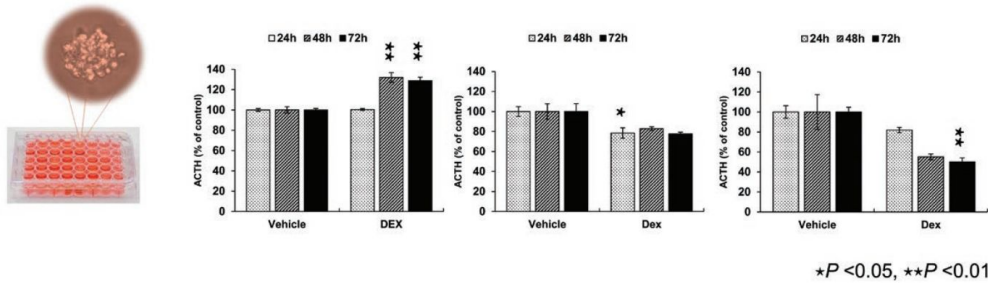 □24h ▨48h ■72h
ACTH (% of control)
140
120
100
80
60
40
20
0
★★
★★
Vehicle
DEX
□24h ▨48h ■72h
ACTH (% of control)
140
120
100
80
60
40
20
0
★
Vehicle
Dex
□24h ▨48h ■72h
ACTH (% of control)
140
120
100
80
60
40
20
0
★★
Vehicle
Dex
★P <0.05, ★★P <0.01